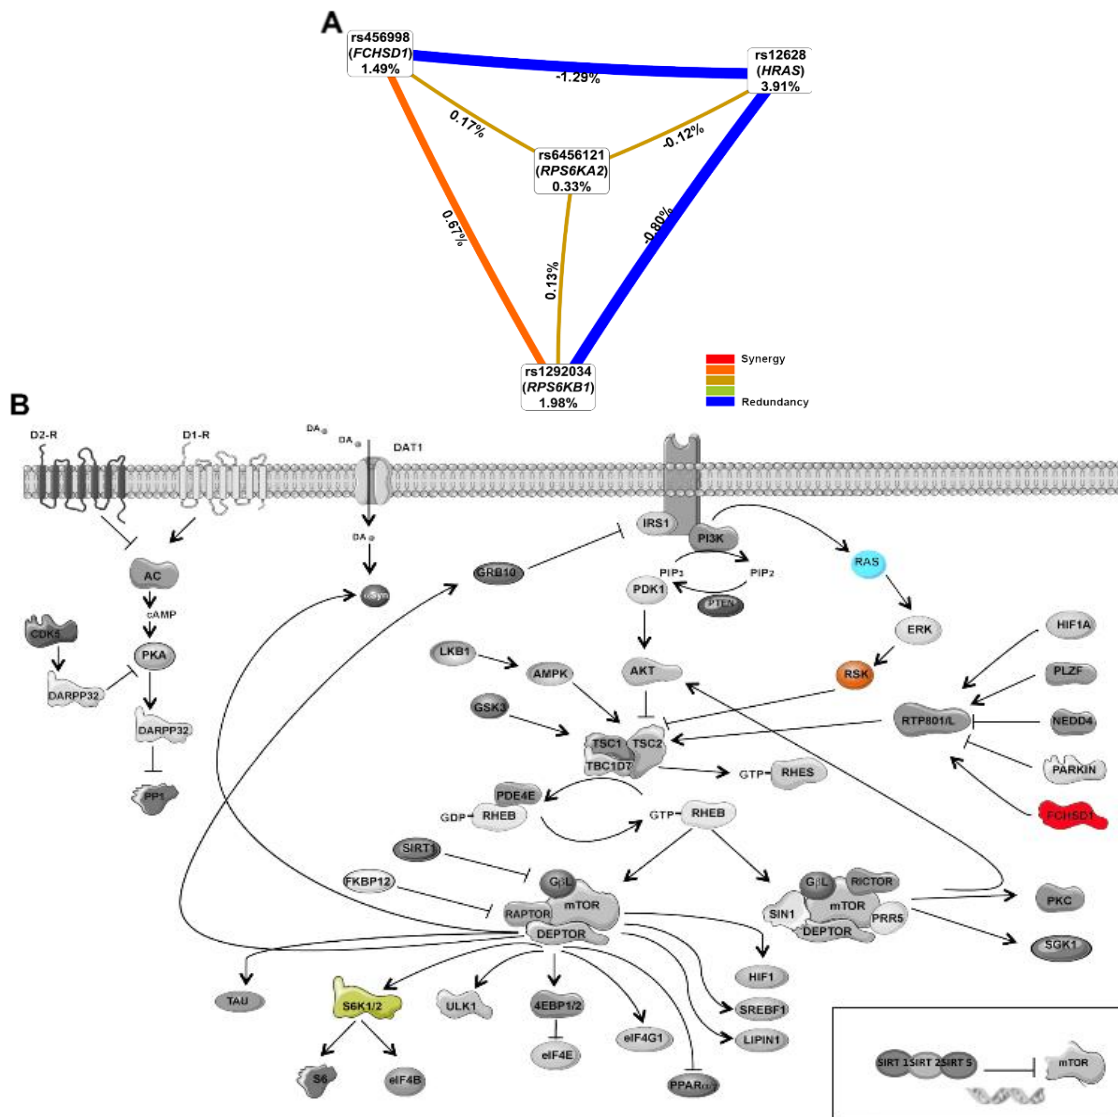 A
rs456998
(FCHSD1)
1.49%
rs12628
(HRAS)
3.91%
-1.29%
0.17%
-0.12%
rs6456121
(RPS6KA2)
0.33%
0.67%
-0.80%
0.13%
rs1292034
(RPS6KB1)
1.98%
Synergy
Redundancy
B
D2-R
D1-R
DA
DA
DAT1
DA
αSyn
AC
cAMP
CDK5
PKA
DARPP32
DARPP32
PP1
IRS1
PI3K
GRB10
PIP3
PIP2
PDK1
PTEN
RAS
ERK
RSK
LKB1
AMPK
AKT
GSK3
TSC1
TSC2
TBC1D7
HIF1A
PLZF
RTP801/L
NEDD4
PARKIN
FCHSD1
GTP
RHES
PDE4E
GDP
RHEB
GTP
RHEB
SIRT1
FKBP12
GβL
mTOR
RAPTOR
DEPTOR
GβL
RICTOR
SIN1
mTOR
PRR5
DEPTOR
PKC
SGK1
TAU
S6K1/2
ULK1
4EBP1/2
eIF4G1
HIF1
SREBF1
LIPIN1
eIF4E
S6
eIF4B
PPARα/γ
SIRT 1
SIRT 2
SIRT 5
mTOR